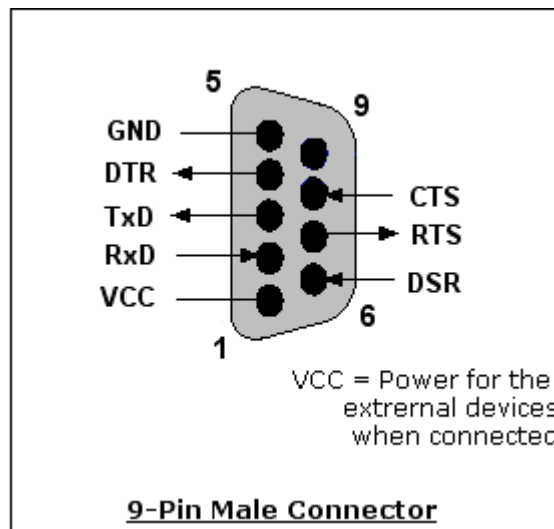 5
9
GND
DTR
CTS
TxD
RTS
RxD
DSR
VCC
6
1
VCC = Power for the
extrernal devices
when connected
9-Pin Male Connector